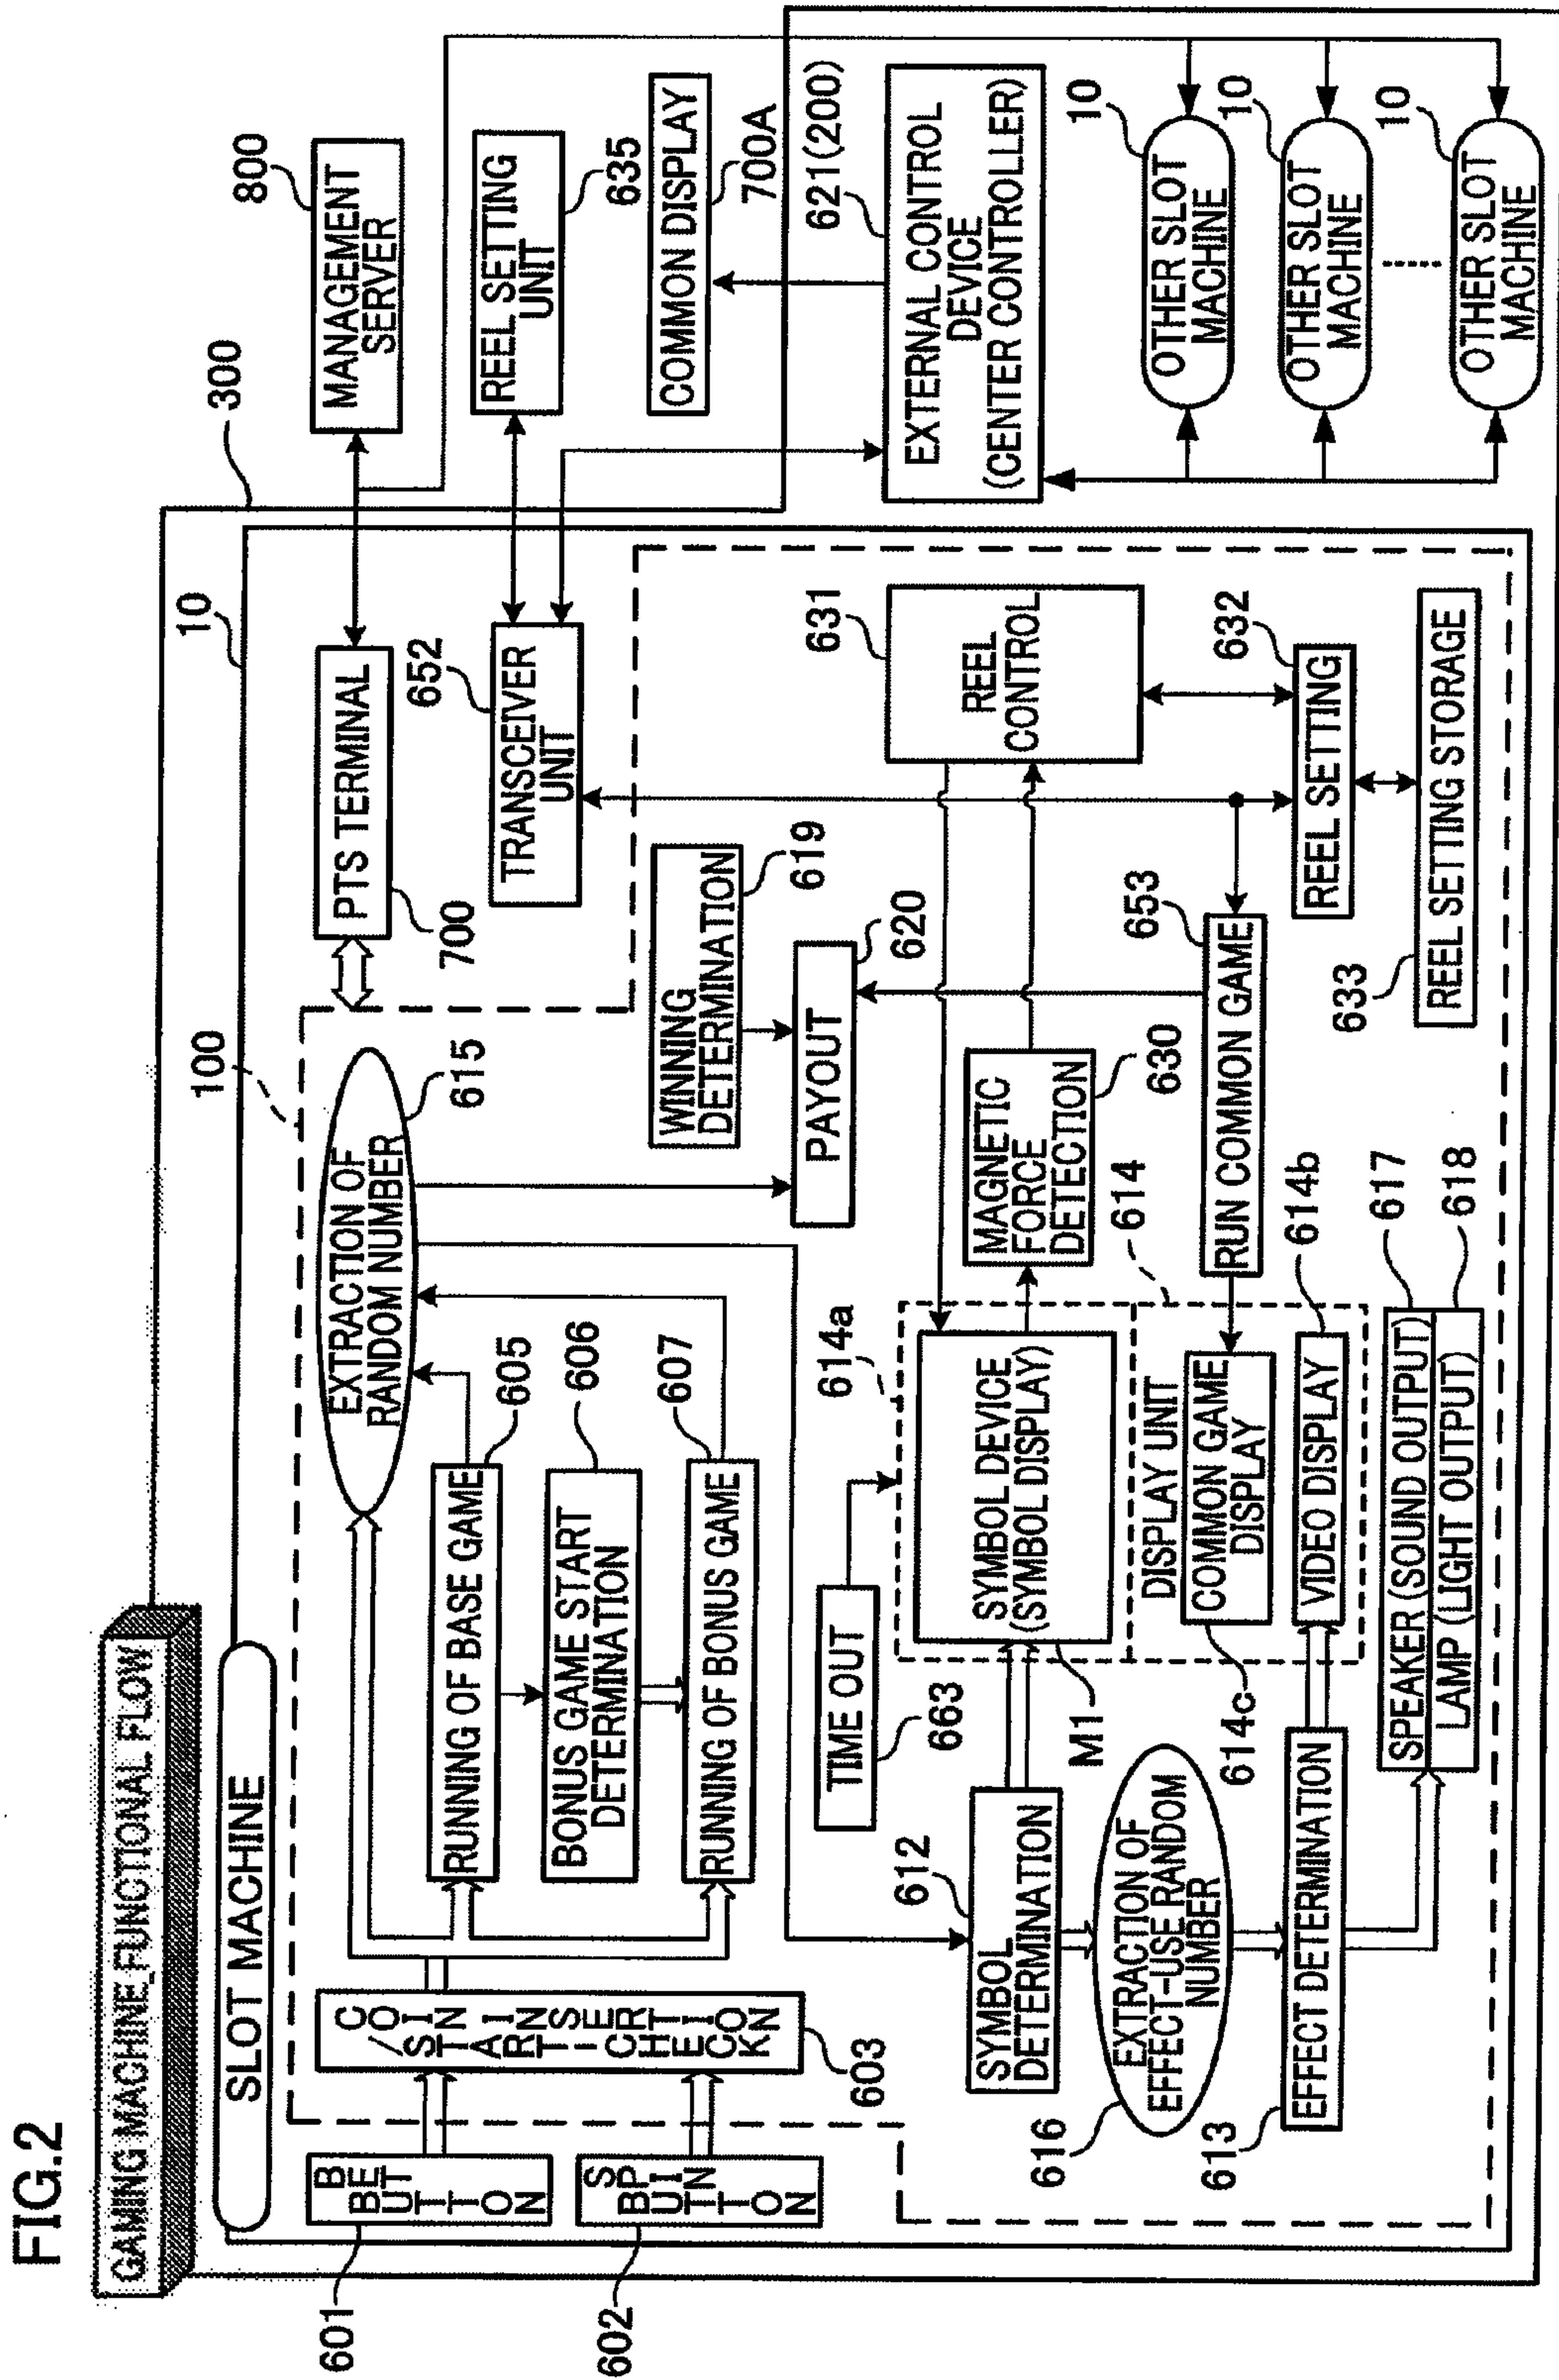 FIG.2
GAMING MACHINE FUNCTIONAL FLOW
SLOT MACHINE
300
10
100
601
BET
BUTTON
602
SPIN
BUTTON
COIN INSERTION
/START CHECK
603
EXTRACTION OF
RANDOM NUMBER
615
RUNNING OF BASE GAME
605
BONUS GAME START
DETERMINATION
606
RUNNING OF BONUS GAME
607
PTS TERMINAL
700
MANAGEMENT
SERVER
800
TRANSCEIVER
UNIT
652
REEL SETTING
UNIT
635
COMMON DISPLAY
700A
WINNING
DETERMINATION
619
PAYOUT
620
TIME OUT
663
SYMBOL
DETERMINATION
612
614a
SYMBOL DEVICE
(SYMBOL DISPLAY)
M1
MAGNETIC
FORCE
DETECTION
630
REEL
CONTROL
631
EXTERNAL CONTROL
DEVICE
(CENTER CONTROLLER)
621(200)
EXTRACTION OF
EFFECT-USE RANDOM
NUMBER
616
614
DISPLAY UNIT
COMMON GAME
DISPLAY
614c
RUN COMMON GAME
653
REEL SETTING
632
EFFECT DETERMINATION
613
VIDEO DISPLAY
614b
REEL SETTING STORAGE
633
SPEAKER (SOUND OUTPUT)
617
LAMP (LIGHT OUTPUT)
618
OTHER SLOT
MACHINE
10
OTHER SLOT
MACHINE
10
OTHER SLOT
MACHINE
10